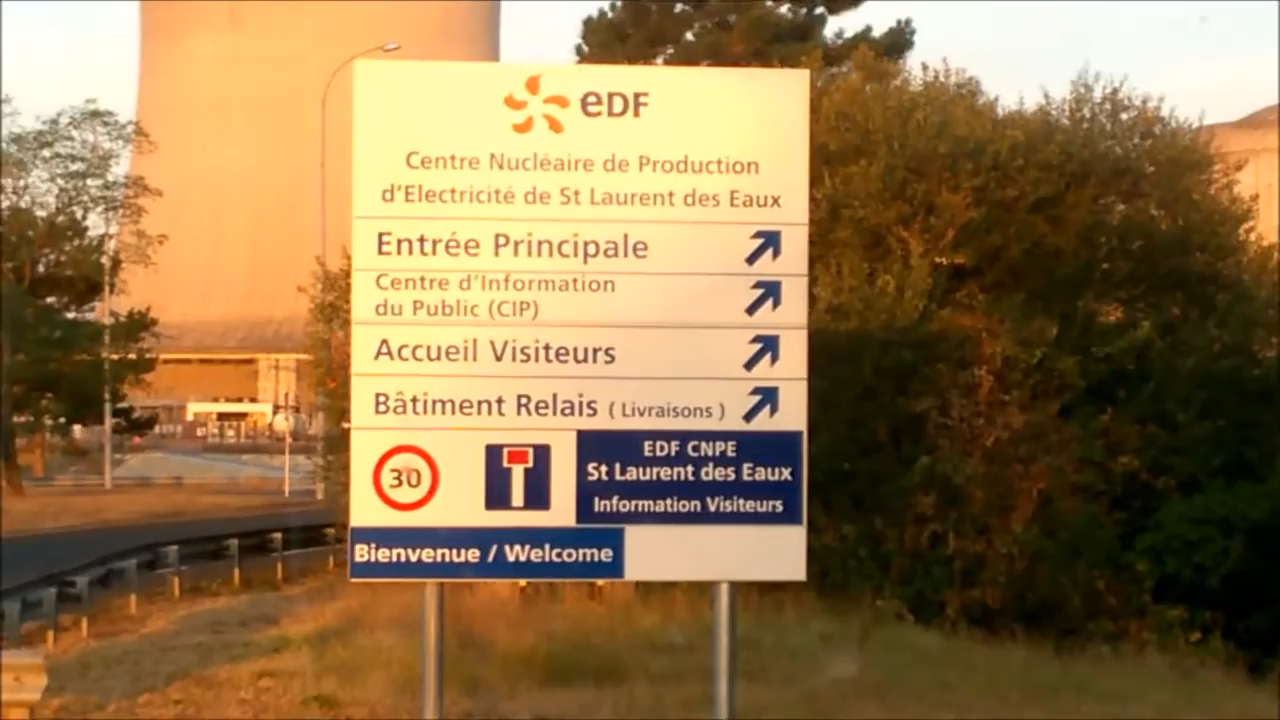 eDF
Centre Nucléaire de Production
d'Electricité de St Laurent des Eaux
Entrée Principale
Centre d'Information
du Public (CIP)
Accueil Visiteurs
Bâtiment Relais ( Livraisons )
30
EDF CNPE
St Laurent des Eaux
Information Visiteurs
Bienvenue / Welcome